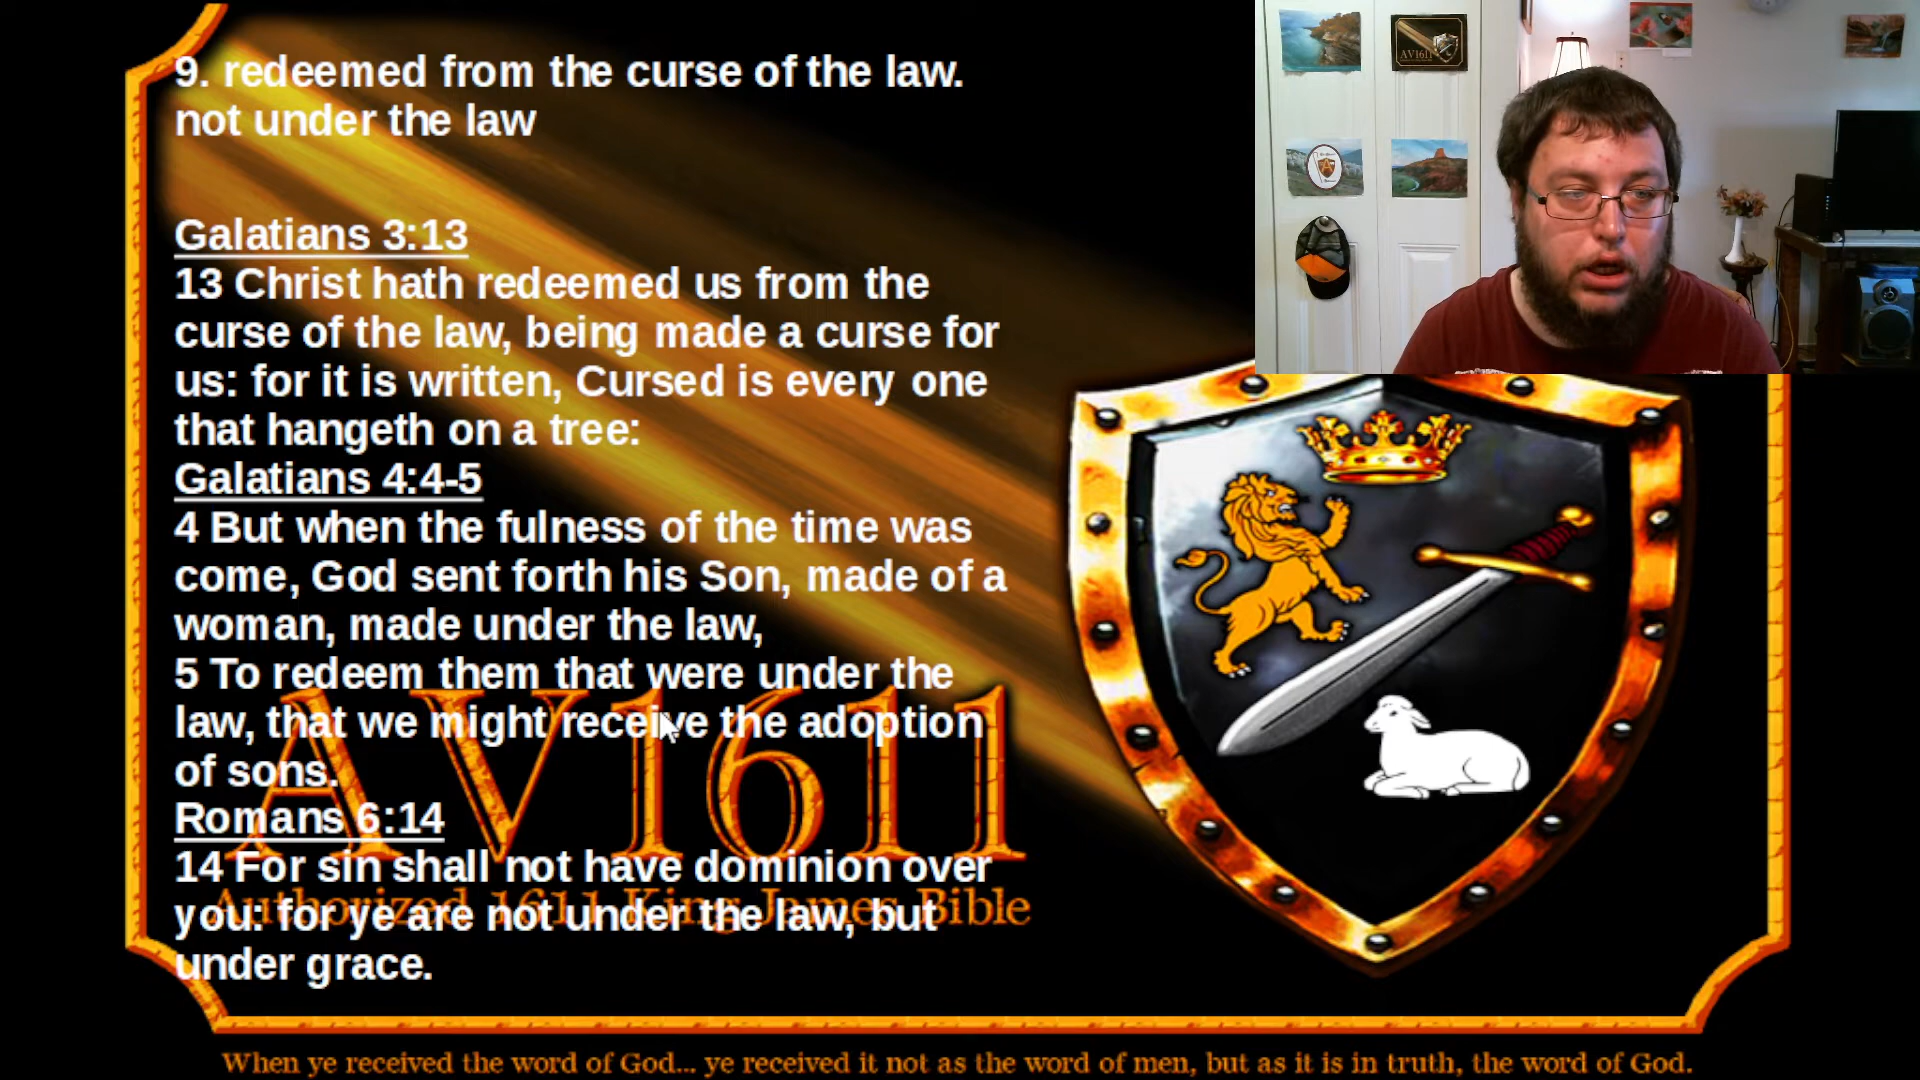 9. redeemed from the curse of the law.
not under the law
Galatians 3:13
13 Christ hath redeemed us from the
curse of the law, being made a curse for
us: for it is written, Cursed is every one
that hangeth on a tree:
Galatians 4:4-5
4 But when the fulness of the time was
come, God sent forth his Son, made of a
woman, made under the law,
5 To redeem them that were under the
law, that we might receive the adoption
of sons.
Romans 6:14
14 For sin shall not have dominion over
you: for ye are not under the law, but
under grace.
AV1611
Authorized 1611 King James Bible
When ye received the word of God... ye received it not as the word of men, but as it is in truth, the word of God.
AV1611